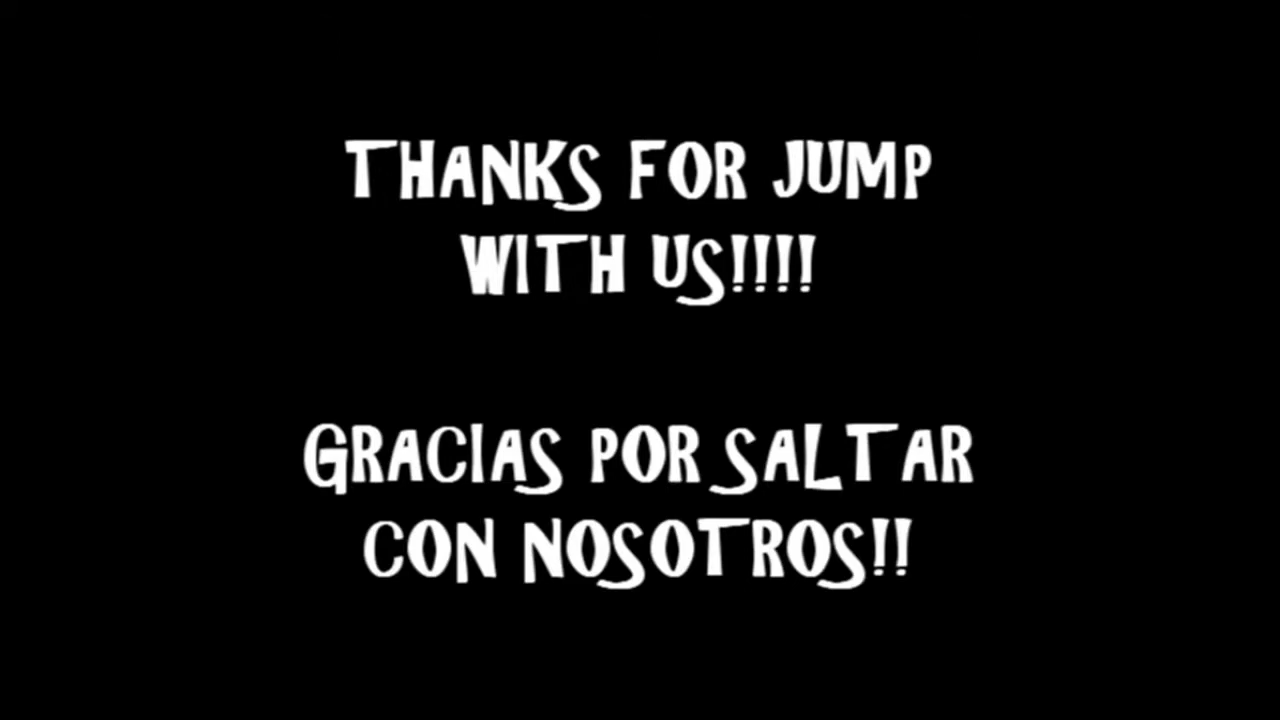 THANKS FOR JUMP
WITH US!!!!
GRACIAS POR SALTAR
CON NOSOTROS!!